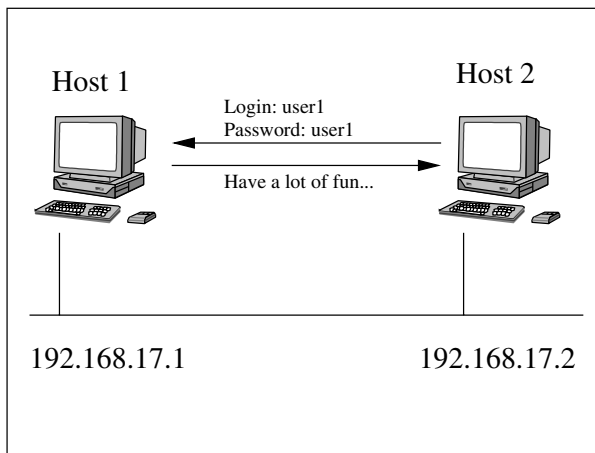 Host 1
Host 2
Login: user1
Password: user1
Have a lot of fun...
192.168.17.1
192.168.17.2